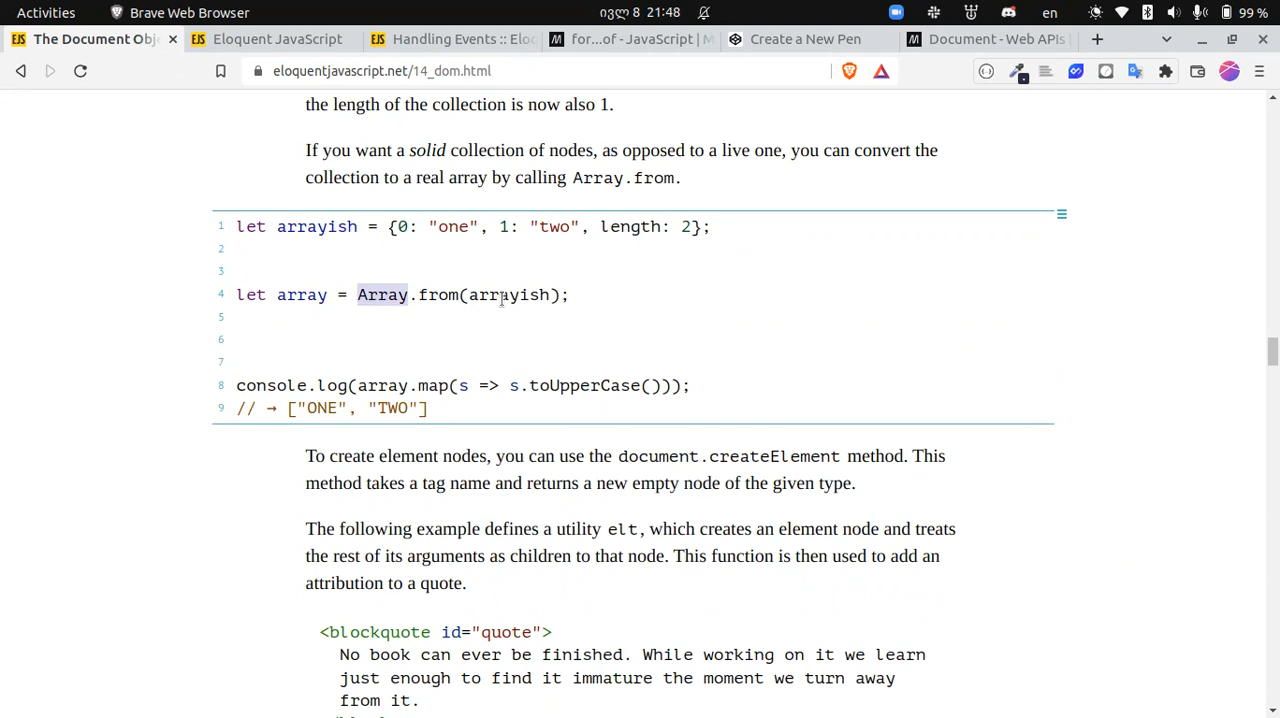 Activities Brave Web Browser ივლ 8 21:48 en 99 %
The Document Obj Eloquent JavaScript Handling Events :: Elo for...of - JavaScript | M Create a New Pen Document - Web APIs |
eloquentjavascript.net/14_dom.html
the length of the collection is now also 1.
If you want a solid collection of nodes, as opposed to a live one, you can convert the
collection to a real array by calling Array.from.
1 let arrayish = {0: "one", 1: "two", length: 2};
2
3
4 let array = Array.from(arrayish);
5
6
7
8 console.log(array.map(s => s.toUpperCase()));
9 // → ["ONE", "TWO"]
To create element nodes, you can use the document.createElement method. This
method takes a tag name and returns a new empty node of the given type.
The following example defines a utility elt, which creates an element node and treats
the rest of its arguments as children to that node. This function is then used to add an
attribution to a quote.
<blockquote id="quote">
No book can ever be finished. While working on it we learn
just enough to find it immature the moment we turn away
from it.